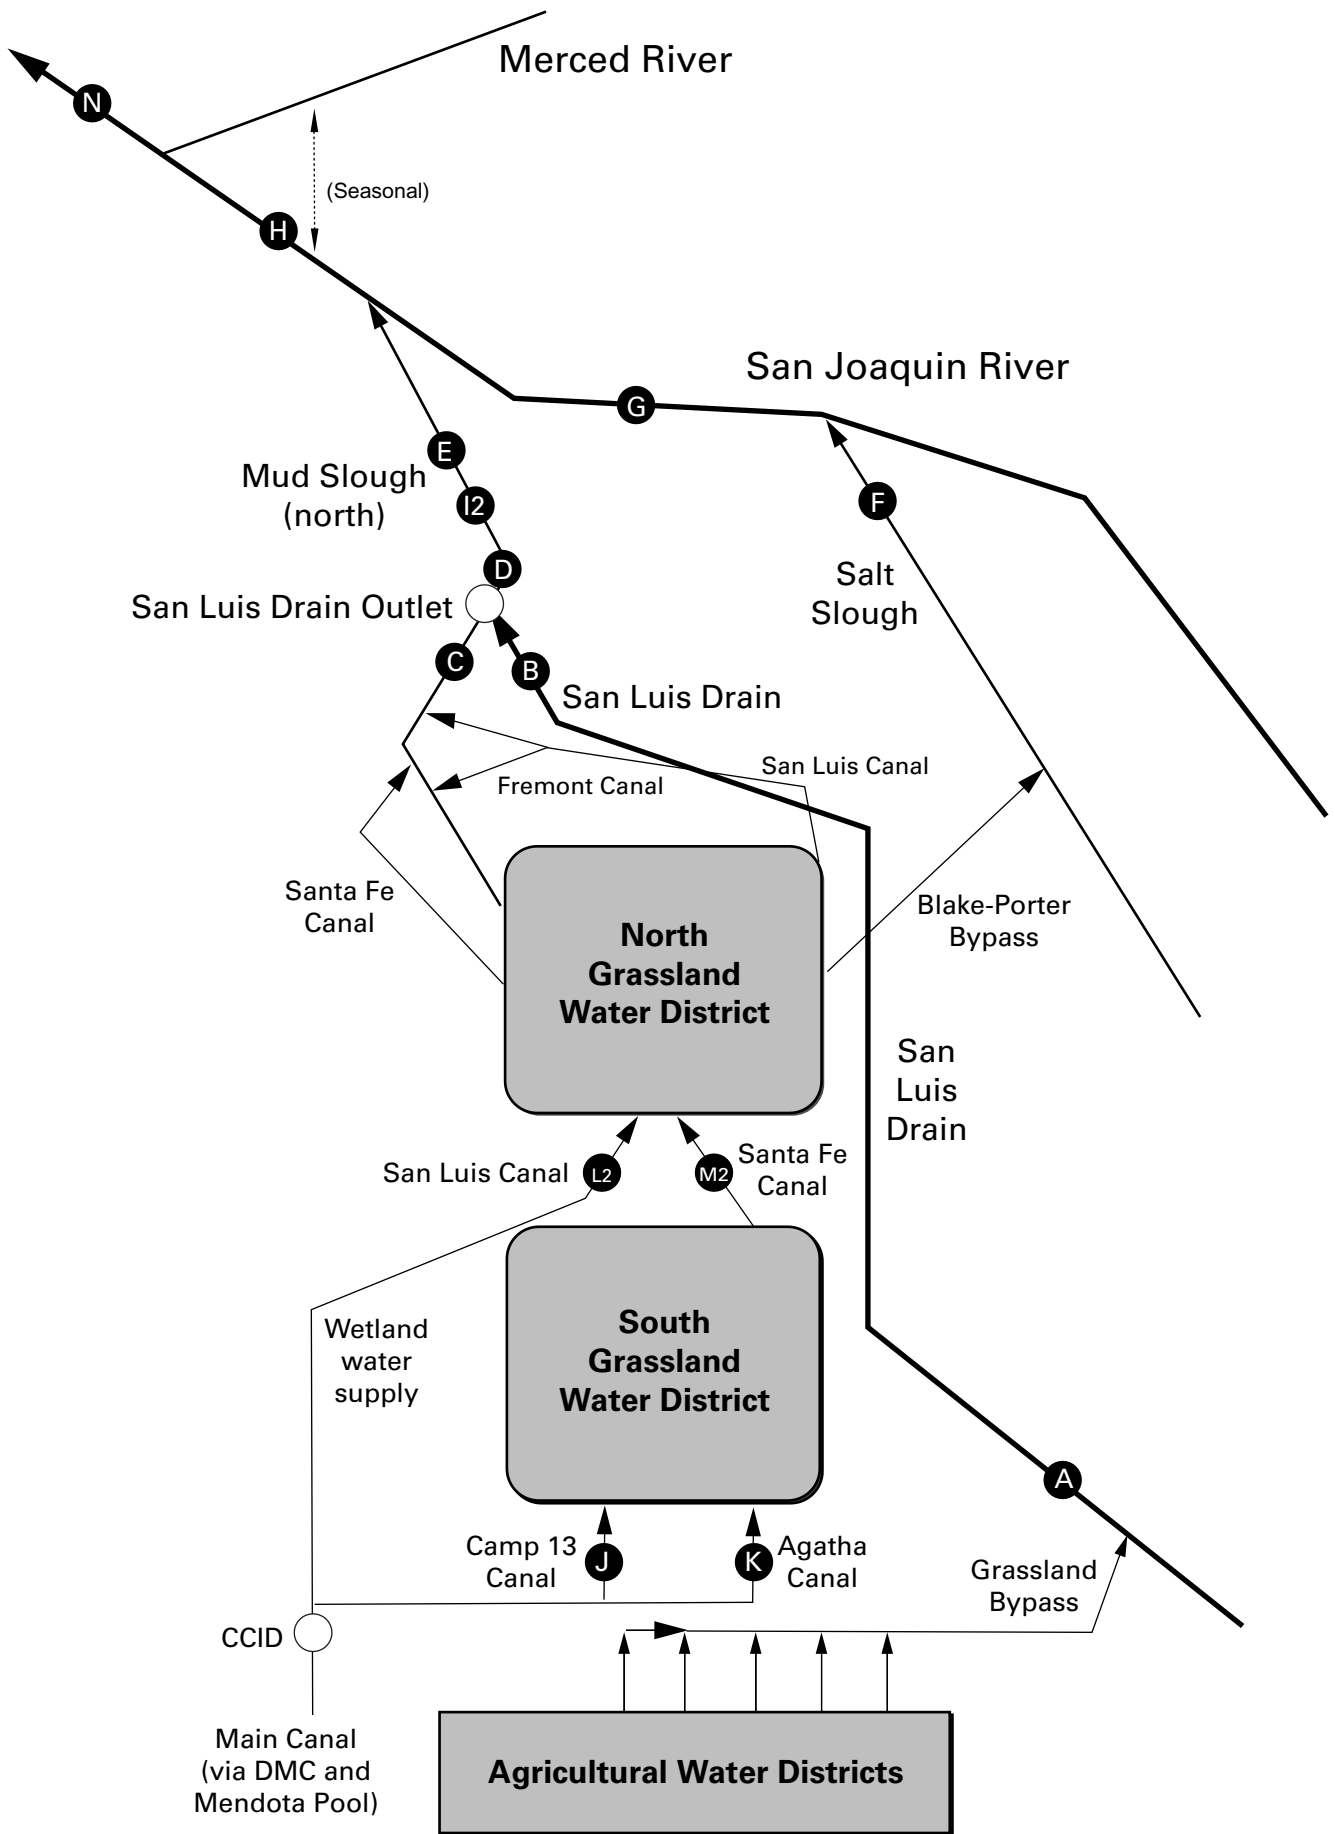 Merced River
N
(Seasonal)
H
San Joaquin River
G
E
Mud Slough
(north)
I2
F
D
Salt
Slough
San Luis Drain Outlet
C
B
San Luis Drain
San Luis Canal
Fremont Canal
Santa Fe
Canal
Blake-Porter
Bypass
North
Grassland
Water District
San
Luis
Drain
San Luis Canal
L2
M2
Santa Fe
Canal
Wetland
water
supply
South
Grassland
Water District
A
Camp 13
Canal
J
K
Agatha
Canal
Grassland
Bypass
CCID
Main Canal
(via DMC and
Mendota Pool)
Agricultural Water Districts